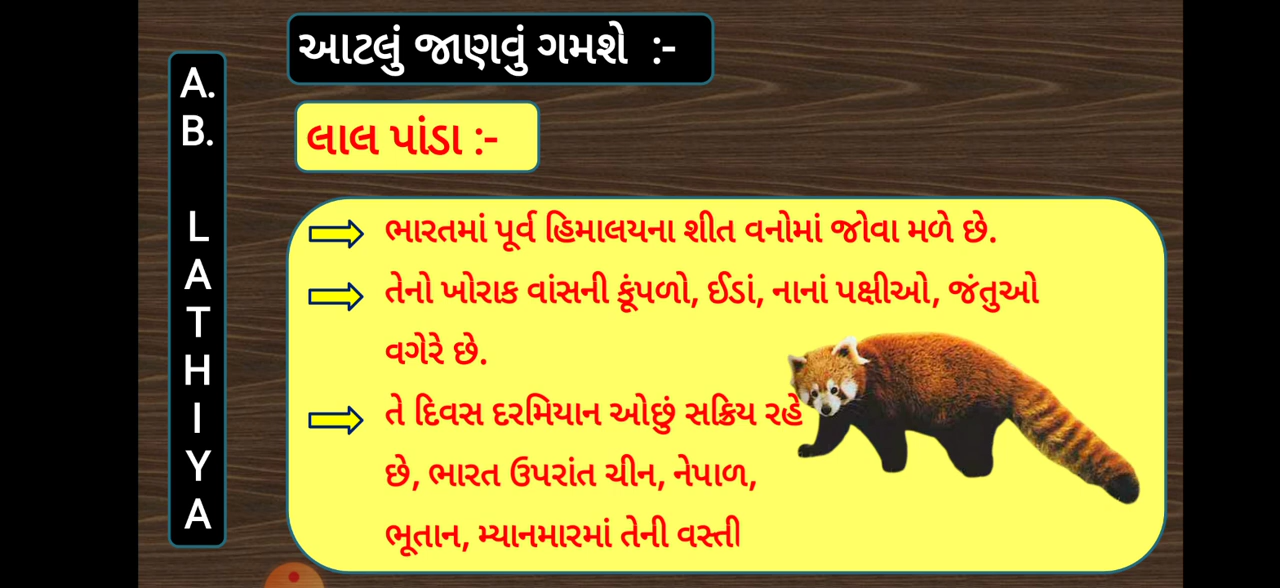 આટલું જાણવું ગમશે :-
A.
B.
L
A
T
H
I
Y
A
લાલ પાંડા :-
ભારતમાં પૂર્વ હિમાલયના શીત વનોમાં જોવા મળે છે.
તેનો ખોરાક વાંસની કૂંપળો, ઈંડાં, નાનાં પક્ષીઓ, જંતુઓ
વગેરે છે.
તે દિવસ દરમિયાન ઓછું સક્રિય રહે
છે, ભારત ઉપરાંત ચીન, નેપાળ,
ભૂતાન, મ્યાનમારમાં તેની વસ્તી